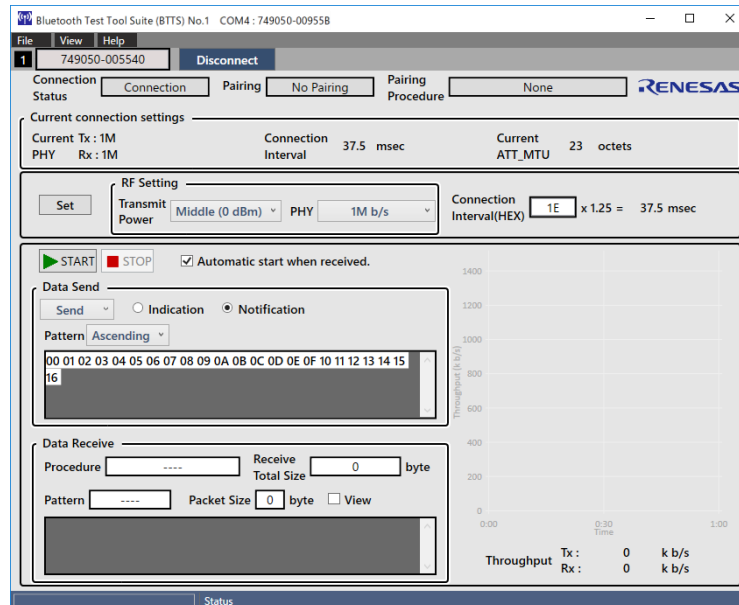 Bluetooth Test Tool Suite (BTTS) No.1 COM4 : 749050-00955B
File View Help
1 749050-005540 Disconnect
Connection Status Connection Pairing No Pairing Pairing Procedure None RENESAS
Current connection settings
Current PHY Tx : 1M Rx : 1M Connection Interval 37.5 msec Current ATT_MTU 23 octets
RF Setting
Set Transmit Power Middle (0 dBm) PHY 1M b/s Connection Interval(HEX) 1E x 1.25 = 37.5 msec
START STOP Automatic start when received.
Data Send
Send Indication Notification
Pattern Ascending
00 01 02 03 04 05 06 07 08 09 0A 0B 0C 0D 0E 0F 10 11 12 13 14 15
16
Data Receive
Procedure ---- Receive Total Size 0 byte
Pattern ---- Packet Size 0 byte View
1400
1200
1000
800
600
400
200
0
Throughput (k b/s)
0:00 0:30 1:00
Time
Throughput Tx : 0 k b/s
Rx : 0 k b/s
Status